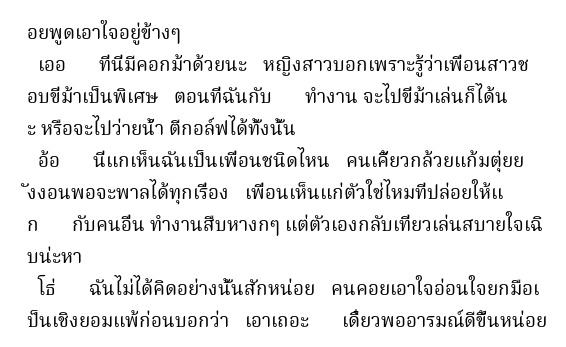 อยพูดเอาใจอยู่ข้างๆ
เออ ที่นี่มีคอกม้าด้วยนะ หญิงสาวบอกเพราะรู้ว่าเพื่อนสาวช
อบขี่ม้าเป็นพิเศษ ตอนที่ฉันกับ ทำงาน จะไปขี่ม้าเล่นก็ได้น
ะ หรือจะไปว่ายน้ำ ตีกอล์ฟได้ทั้งนั้น
อ้อ นี่แกเห็นฉันเป็นเพื่อนชนิดไหน คนเคี้ยวกล้วยแก้มตุ่ยย
ังงอนพอจะพาลได้ทุกเรื่อง เพื่อนเห็นแก่ตัวใช่ไหมที่ปล่อยให้แ
ก กับคนอื่น ทำงานสืบหางกๆ แต่ตัวเองกลับเที่ยวเล่นสบายใจเฉิ
บน่ะหา
โธ่ ฉันไม่ได้คิดอย่างนั้นสักหน่อย คนคอยเอาใจอ่อนใจยกมือเ
ป็นเชิงยอมแพ้ก่อนบอกว่า เอาเถอะ เดี๋ยวพออารมณ์ดีขึ้นหน่อย